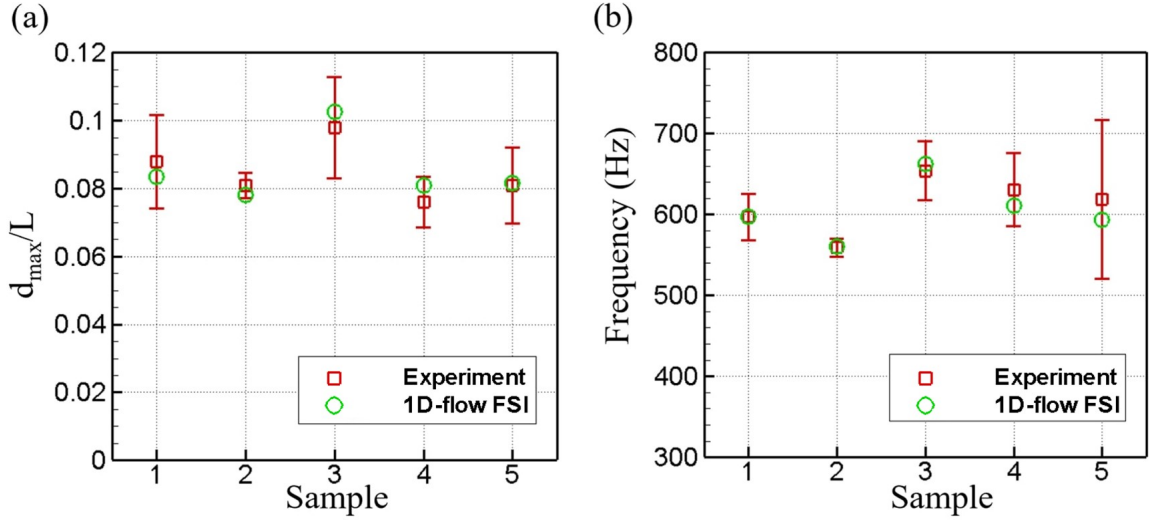 (a)
0.12
0.1
0.08
0.06
0.04
0.02
0
d_max/L
1 2 3 4 5
Sample
Experiment
1D-flow FSI
(b)
800
700
600
500
400
300
Frequency (Hz)
1 2 3 4 5
Sample
Experiment
1D-flow FSI